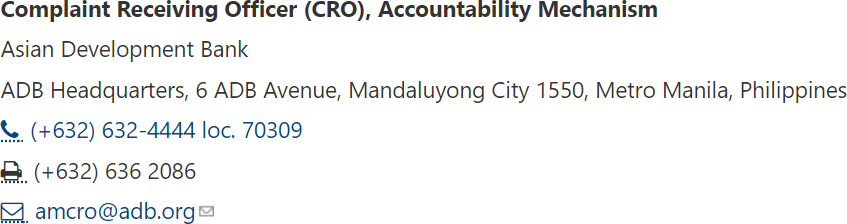 Complaint Receiving Officer (CRO), Accountability Mechanism
Asian Development Bank
ADB Headquarters, 6 ADB Avenue, Mandaluyong City 1550, Metro Manila, Philippines
(+632) 632-4444 loc. 70309
(+632) 636 2086
amcro@adb.org